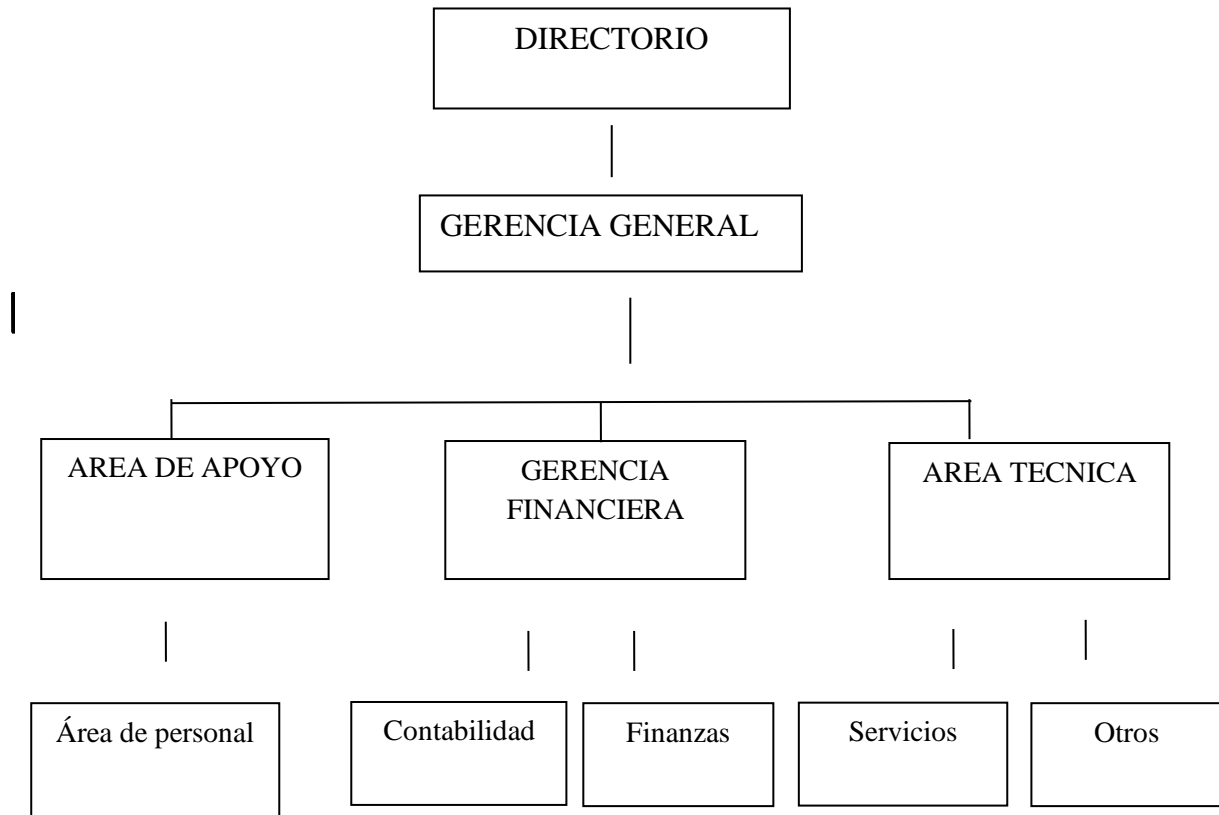 DIRECTORIO
GERENCIA GENERAL
AREA DE APOYO
GERENCIA
FINANCIERA
AREA TECNICA
Área de personal
Contabilidad
Finanzas
Servicios
Otros